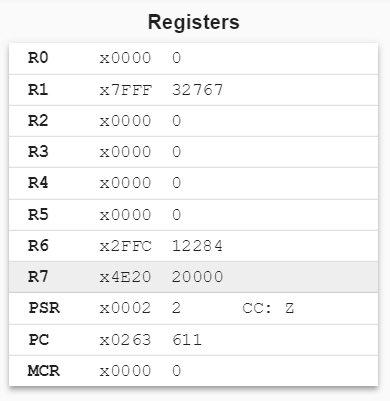 Registers
R0 x0000 0
R1 x7FFF 32767
R2 x0000 0
R3 x0000 0
R4 x0000 0
R5 x0000 0
R6 x2FFC 12284
R7 x4E20 20000
PSR x0002 2 CC: Z
PC x0263 611
MCR x0000 0